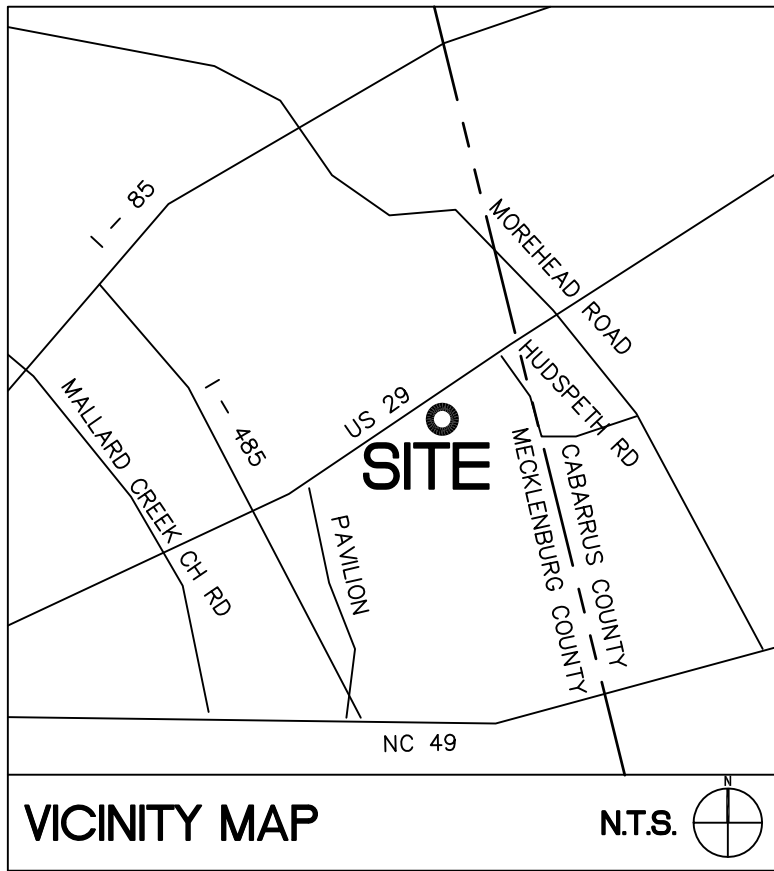 I - 85
MOREHEAD ROAD
HUDSPETH RD
MALLARD CREEK CH RD
I - 485
US 29
SITE
PAVILION
MECKLENBURG COUNTY
CABARRUS COUNTY
NC 49
VICINITY MAP
N.T.S.
N